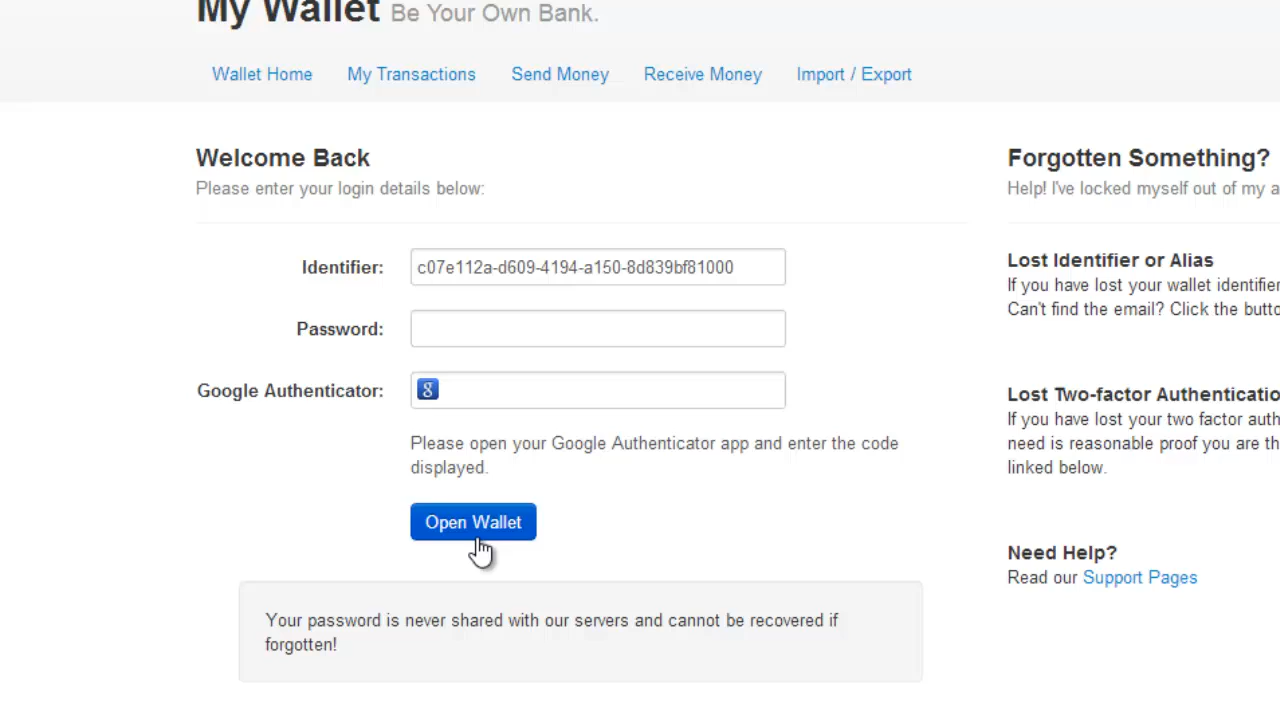 My Wallet Be Your Own Bank.
Wallet Home My Transactions Send Money Receive Money Import / Export
Welcome Back
Please enter your login details below:
Identifier: c07e112a-d609-4194-a150-8d839bf81000
Password:
Google Authenticator: g
Please open your Google Authenticator app and enter the code
displayed.
Open Wallet
Your password is never shared with our servers and cannot be recovered if
forgotten!
Forgotten Something?
Help! I've locked myself out of my a
Lost Identifier or Alias
If you have lost your wallet identifier
Can't find the email? Click the butto
Lost Two-factor Authenticatio
If you have lost your two factor auth
need is reasonable proof you are th
linked below.
Need Help?
Read our Support Pages